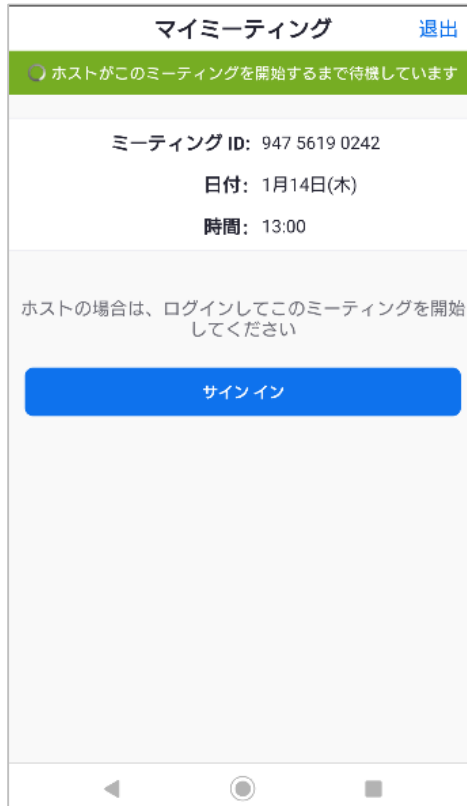 マイミーティング 退出
ホストがこのミーティングを開始するまで待機しています
ミーティング ID: 947 5619 0242
日付: 1月14日(木)
時間: 13:00
ホストの場合は、ログインしてこのミーティングを開始
してください
サイン イン